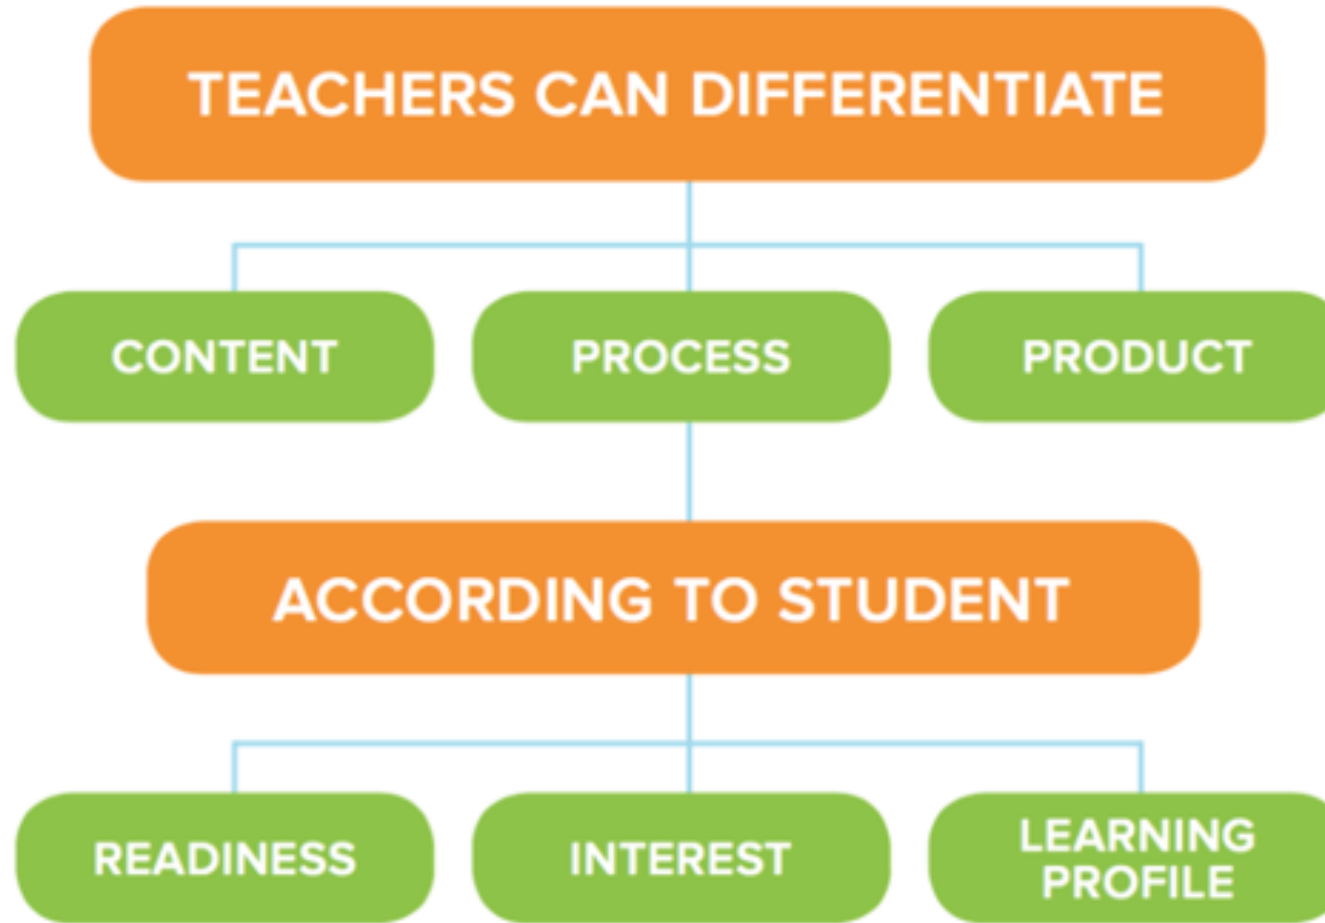 TEACHERS CAN DIFFERENTIATE
CONTENT
PROCESS
PRODUCT
ACCORDING TO STUDENT
READINESS
INTEREST
LEARNING
PROFILE